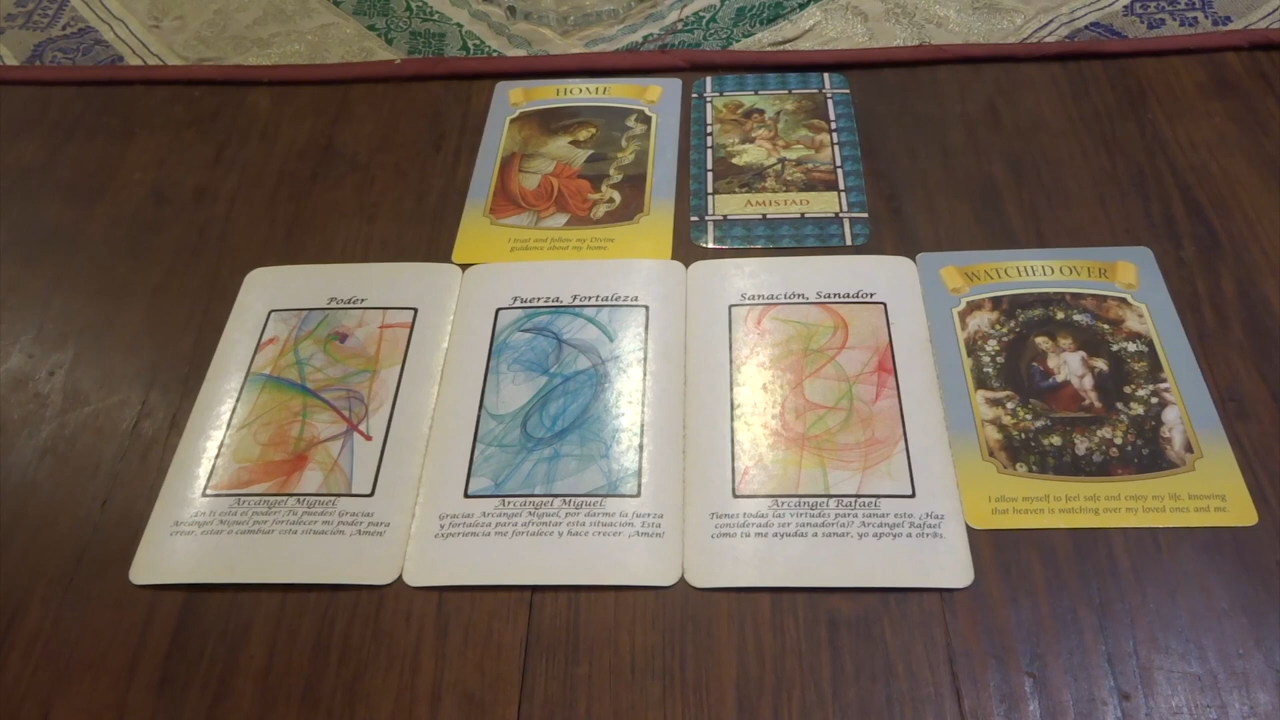 HOME
I trust and follow my Divine
guidance about my home.
AMISTAD
Poder
Arcángel Miguel:
¡En ti está el poder! ¡Tú puedes! Gracias
Arcángel Miguel por fortalecer mi poder para
crear, estar o cambiar esta situación. ¡Amén!
Fuerza, Fortaleza
Arcángel Miguel:
Gracias Arcángel Miguel, por darme la fuerza
y fortaleza para afrontar esta situación. Esta
experiencia me fortalece y hace crecer. ¡Amén!
Sanación, Sanador
Arcángel Rafael:
Tienes todas las virtudes para sanar esto. ¿Haz
considerado ser sanador(a)? Arcángel Rafael
cómo tú me ayudas a sanar, yo apoyo a otr@s.
WATCHED OVER
I allow myself to feel safe and enjoy my life, knowing
that heaven is watching over my loved ones and me.